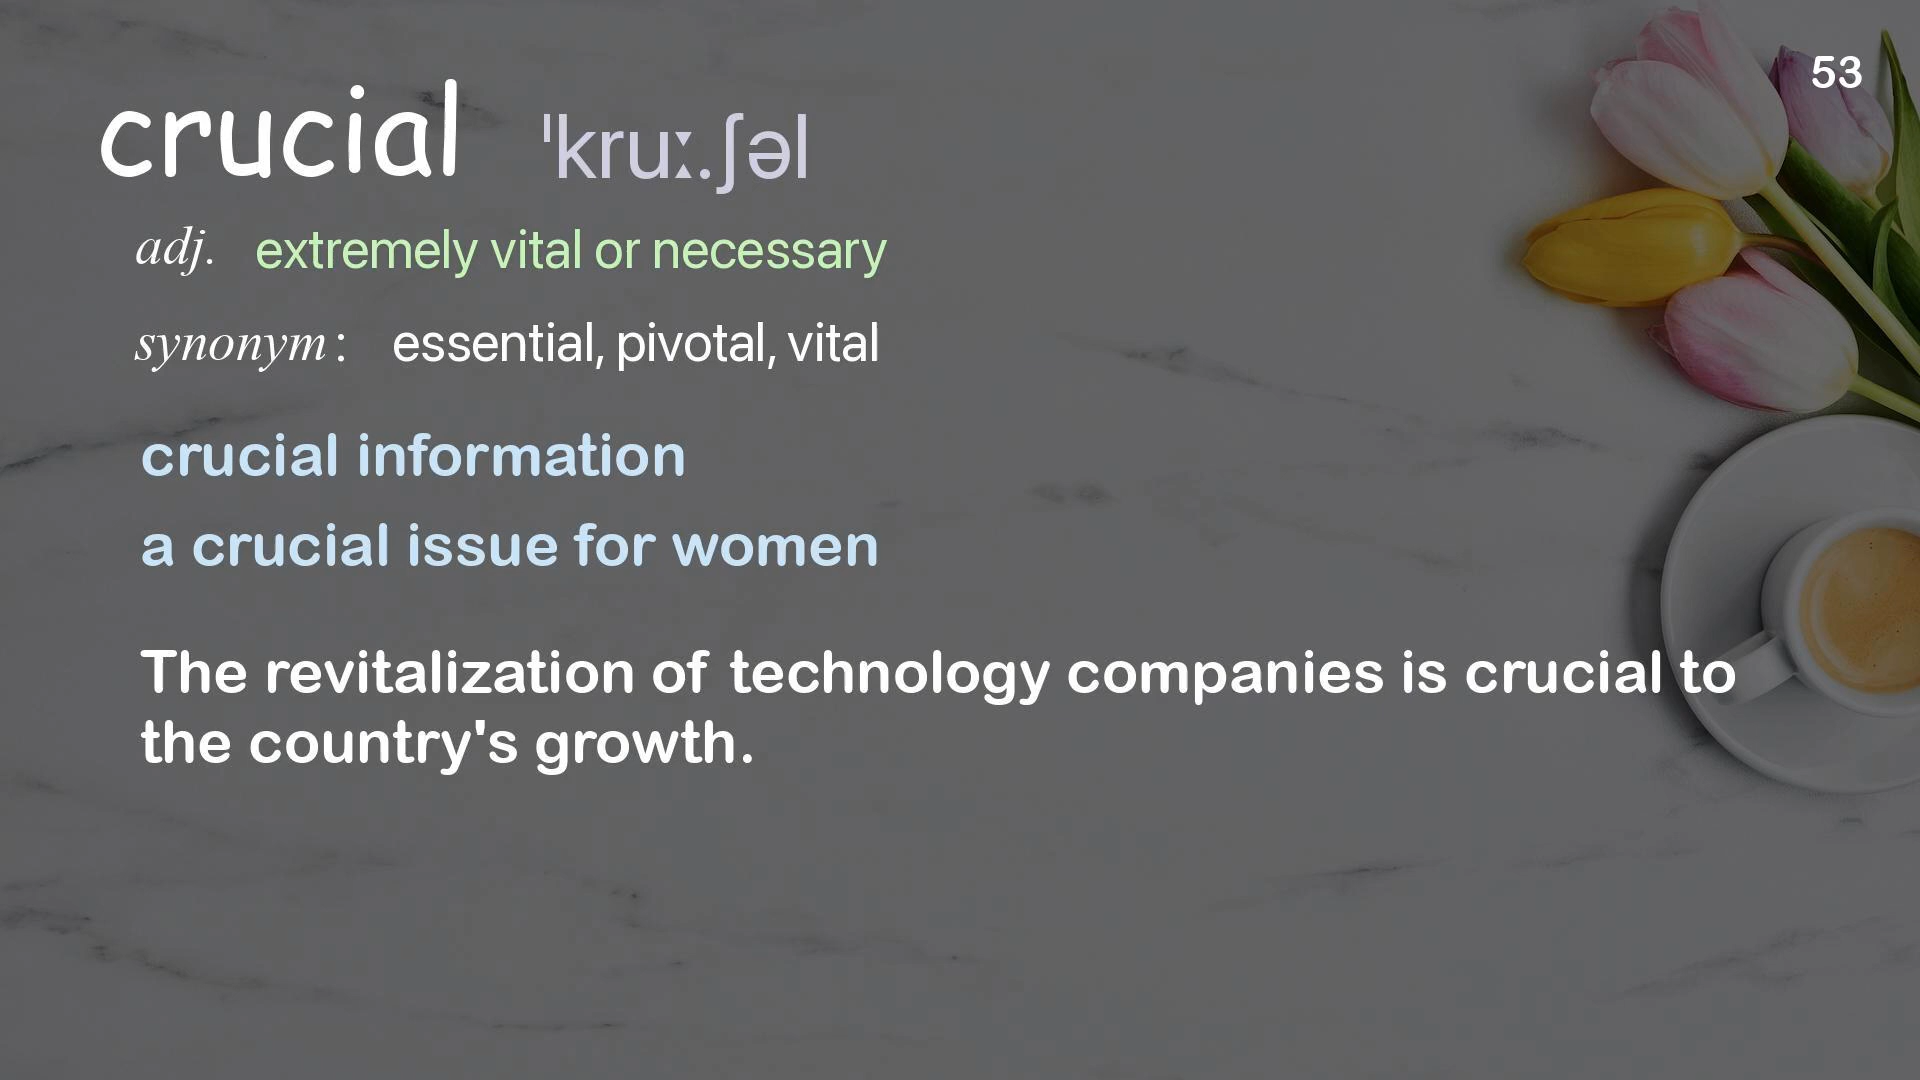 53
crucial ˈkruː.ʃəl
adj. extremely vital or necessary
synonym: essential, pivotal, vital
crucial information
a crucial issue for women
The revitalization of technology companies is crucial to
the country's growth.